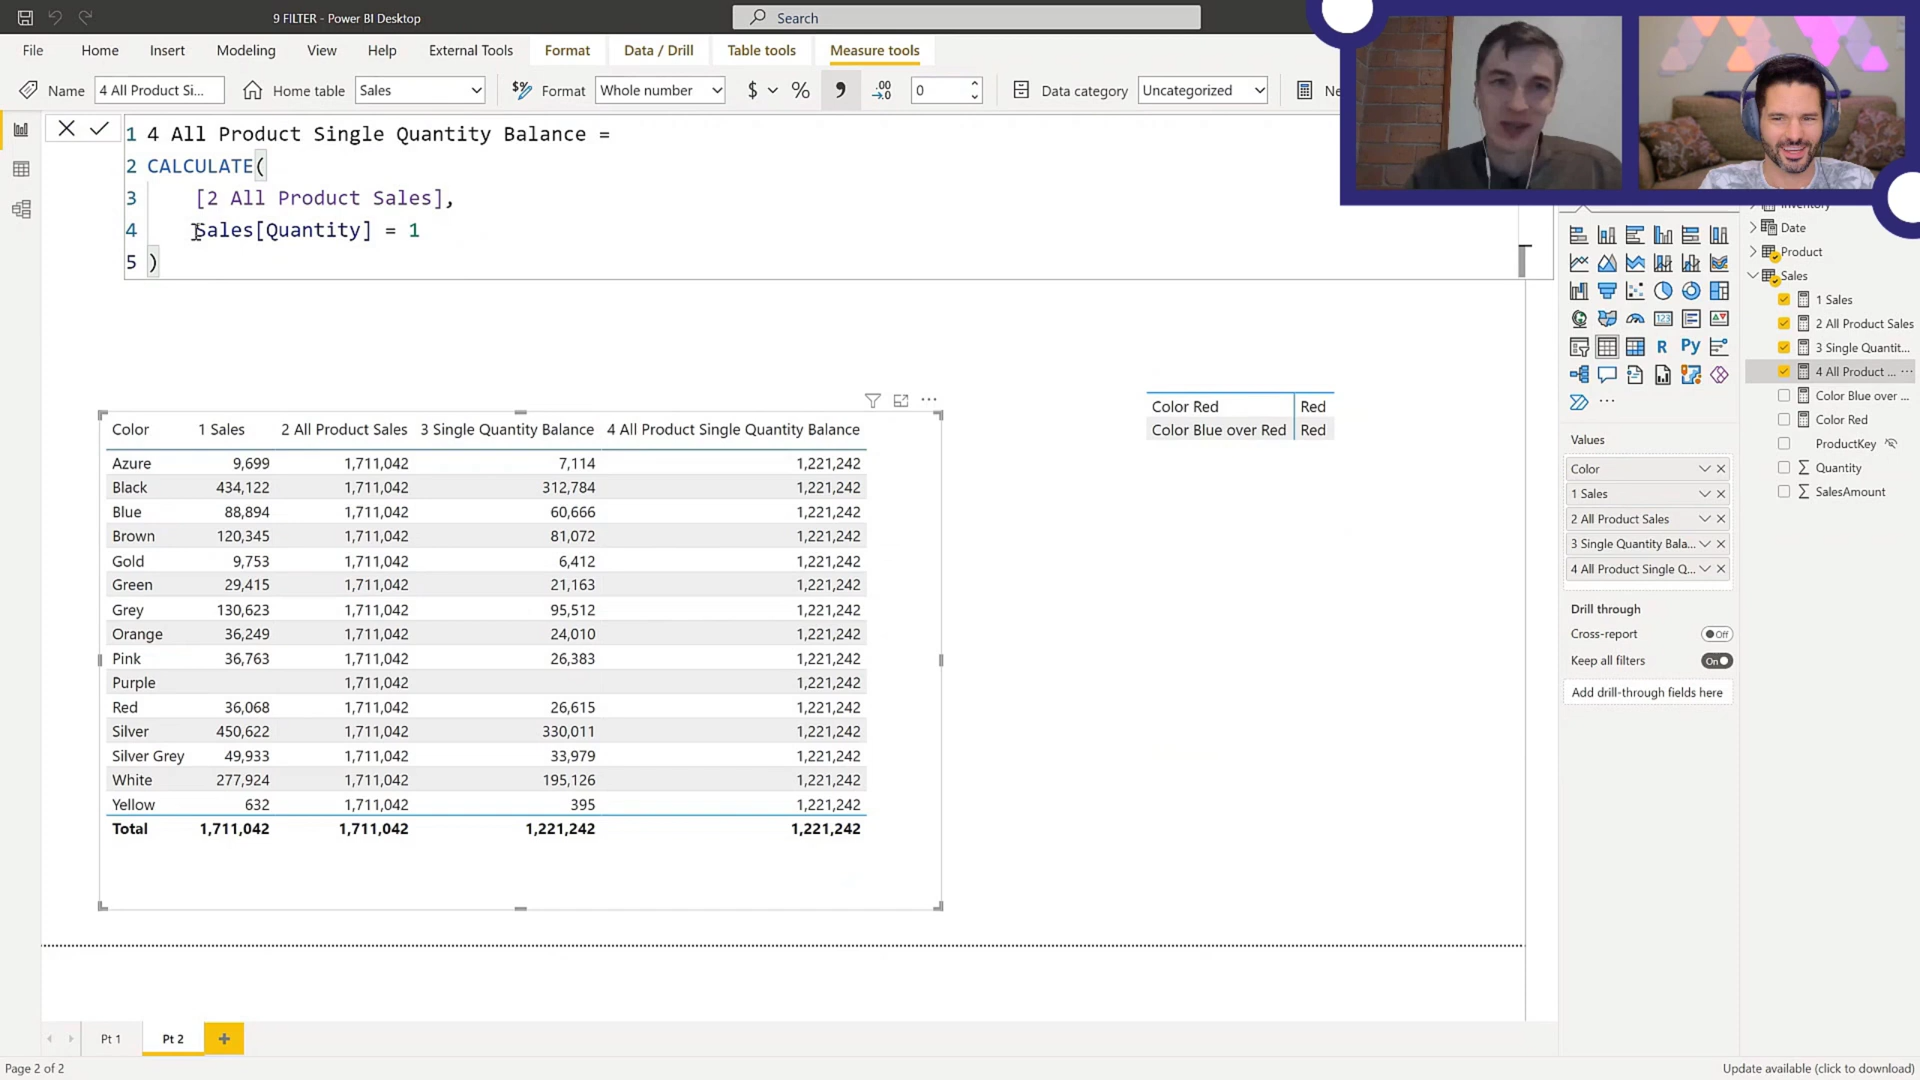 9 FILTER - Power BI Desktop
Search
File Home Insert Modeling View Help External Tools Format Data / Drill Table tools Measure tools
Name 4 All Product Si... Home table Sales Format Whole number $ % , .00 0 Data category Uncategorized Ne
1 4 All Product Single Quantity Balance =
2 CALCULATE(
3 [2 All Product Sales],
4 Sales[Quantity] = 1
5 )
Color 1 Sales 2 All Product Sales 3 Single Quantity Balance 4 All Product Single Quantity Balance
Azure 9,699 1,711,042 7,114 1,221,242
Black 434,122 1,711,042 312,784 1,221,242
Blue 88,894 1,711,042 60,666 1,221,242
Brown 120,345 1,711,042 81,072 1,221,242
Gold 9,753 1,711,042 6,412 1,221,242
Green 29,415 1,711,042 21,163 1,221,242
Grey 130,623 1,711,042 95,512 1,221,242
Orange 36,249 1,711,042 24,010 1,221,242
Pink 36,763 1,711,042 26,383 1,221,242
Purple 1,711,042 1,221,242
Red 36,068 1,711,042 26,615 1,221,242
Silver 450,622 1,711,042 330,011 1,221,242
Silver Grey 49,933 1,711,042 33,979 1,221,242
White 277,924 1,711,042 195,126 1,221,242
Yellow 632 1,711,042 395 1,221,242
Total 1,711,042 1,711,042 1,221,242 1,221,242
Color Red Red
Color Blue over Red Red
R Py
123
...
Values
Color
1 Sales
2 All Product Sales
3 Single Quantity Bala...
4 All Product Single Q...
Drill through
Cross-report Off
Keep all filters On
Add drill-through fields here
Inventory
Date
Product
Sales
1 Sales
2 All Product Sales
3 Single Quantit...
4 All Product ... ...
Color Blue over ...
Color Red
ProductKey
Quantity
SalesAmount
Pt 1 Pt 2 +
Page 2 of 2
Update available (click to download)